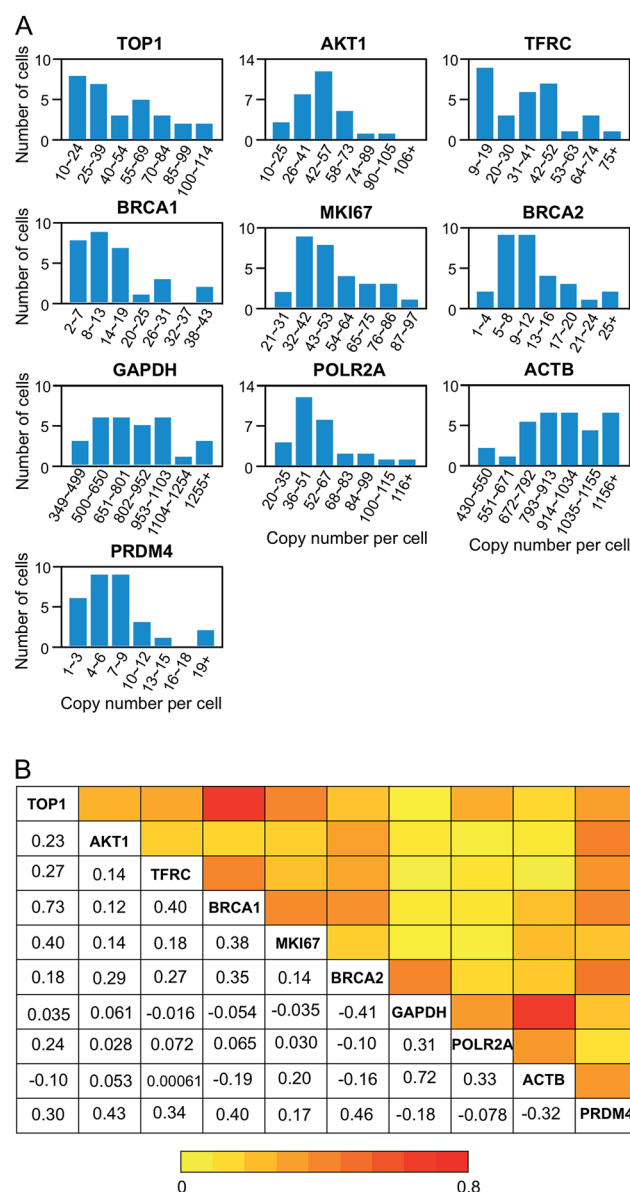 A
TOP1 AKT1 TFRC
Number of cells
10 5 0
14 7 0
10 5 0
10~24 25~39 40~54 55~69 70~84 85~99 100~114
10~25 26~41 42~57 58~73 74~89 90~105 106+
9~19 20~30 31~41 42~52 53~63 64~74 75+
BRCA1 MKI67 BRCA2
Number of cells
10 5 0
10 5 0
10 5 0
2~7 8~13 14~19 20~25 26~31 32~37 38~43
21~31 32~42 43~53 54~64 65~75 76~86 87~97
1~4 5~8 9~12 13~16 17~20 21~24 25+
GAPDH POLR2A ACTB
Number of cells
10 5 0
14 7 0
10 5 0
349~499 500~650 651~801 802~952 953~1103 1104~1254 1255+
20~35 36~51 52~67 68~83 84~99 100~115 116+
430~550 551~671 672~792 793~913 914~1034 1035~1155 1156+
Copy number per cell Copy number per cell
PRDM4
Number of cells
10 5 0
1~3 4~6 7~9 10~12 13~15 16~18 19+
Copy number per cell
B
TOP1
0.23 AKT1
0.27 0.14 TFRC
0.73 0.12 0.40 BRCA1
0.40 0.14 0.18 0.38 MKI67
0.18 0.29 0.27 0.35 0.14 BRCA2
0.035 0.061 -0.016 -0.054 -0.035 -0.41 GAPDH
0.24 0.028 0.072 0.065 0.030 -0.10 0.31 POLR2A
-0.10 0.053 0.00061 -0.19 0.20 -0.16 0.72 0.33 ACTB
0.30 0.43 0.34 0.40 0.17 0.46 -0.18 -0.078 -0.32 PRDM4
0 0.8